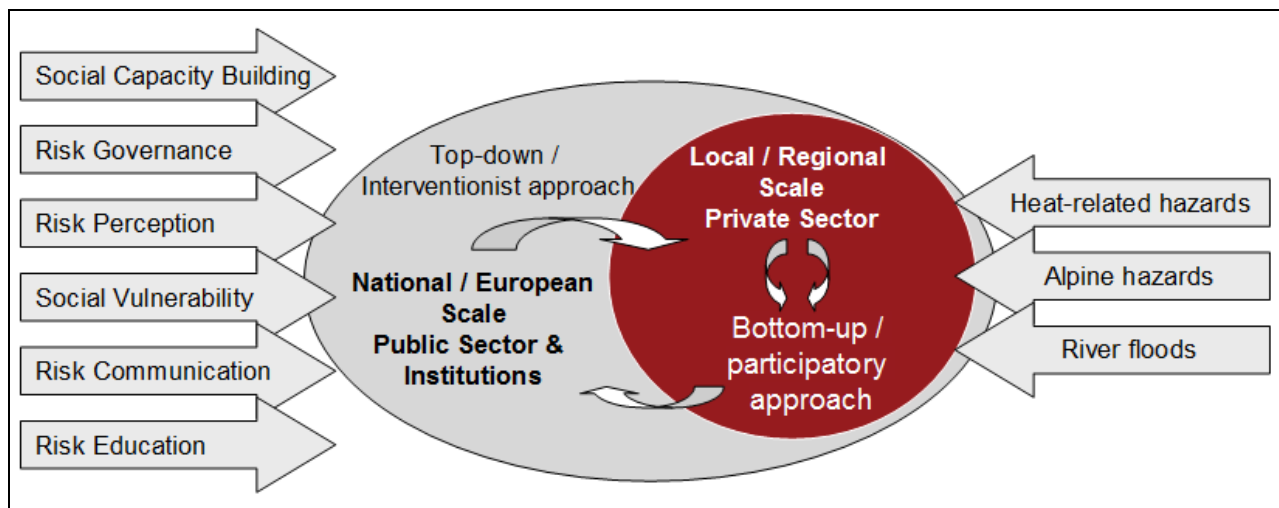 Social Capacity Building
Risk Governance
Risk Perception
Social Vulnerability
Risk Communication
Risk Education
Top-down /
Interventionist approach
National / European
Scale
Public Sector &
Institutions
Local / Regional
Scale
Private Sector
Bottom-up /
participatory
approach
Heat-related hazards
Alpine hazards
River floods